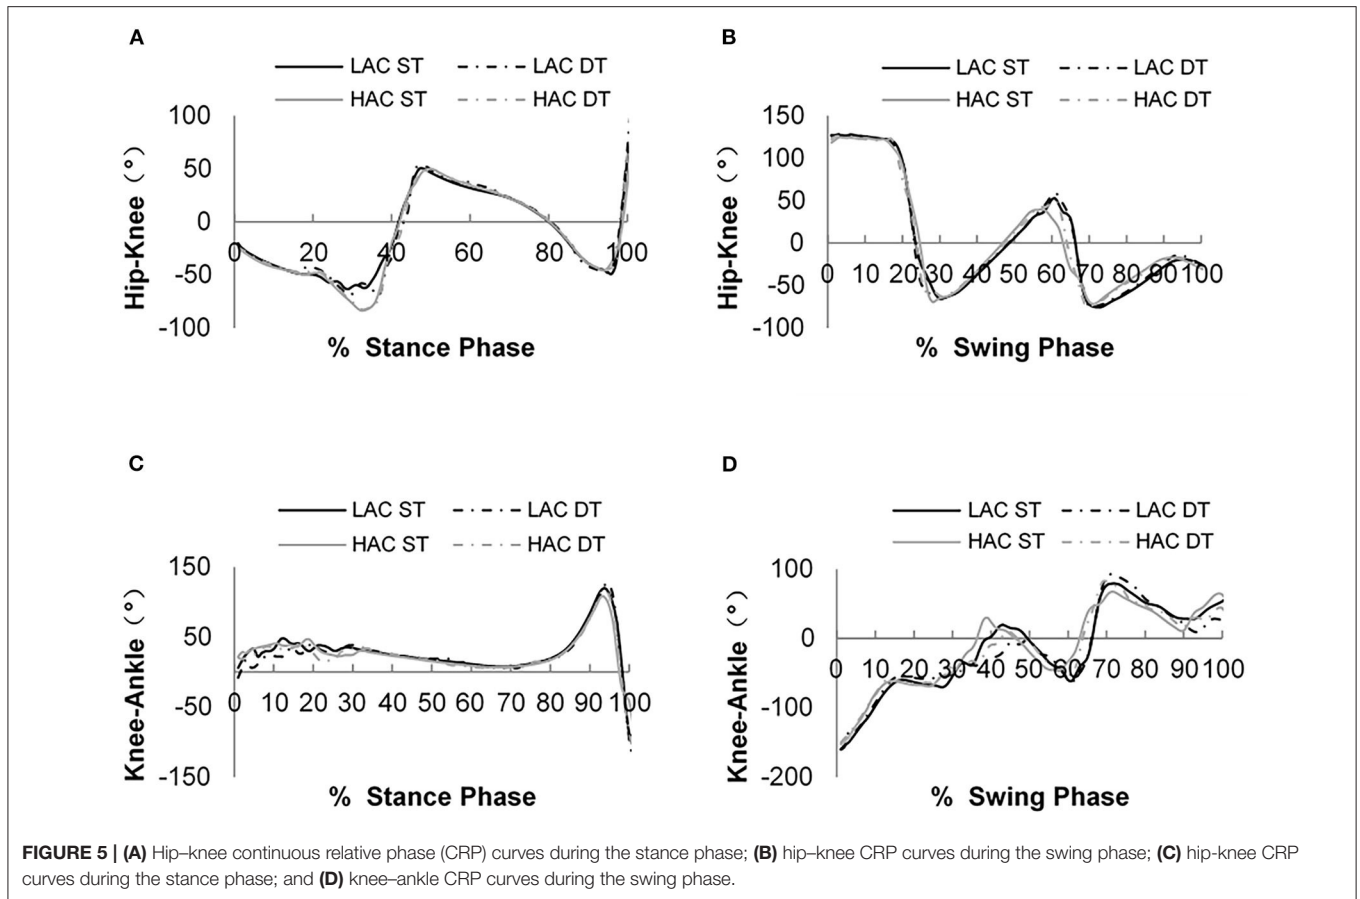 A
LAC ST
LAC DT
HAC ST
HAC DT
100
50
0
-50
-100
0 20 40 60 80 100
Hip-Knee (°)
% Stance Phase
B
LAC ST
LAC DT
HAC ST
HAC DT
150
100
50
0
-50
-100
0 10 20 30 40 50 60 70 80 90 100
Hip-Knee (°)
% Swing Phase
C
LAC ST
LAC DT
HAC ST
HAC DT
150
50
-50
-150
0 10 20 30 40 50 60 70 80 90 100
Knee-Ankle (°)
% Stance Phase
D
LAC ST
LAC DT
HAC ST
HAC DT
100
0
-100
-200
0 10 20 30 40 50 60 70 80 90 100
Knee-Ankle (°)
% Swing Phase
FIGURE 5 | (A) Hip–knee continuous relative phase (CRP) curves during the stance phase; (B) hip–knee CRP curves during the swing phase; (C) hip-knee CRP
curves during the stance phase; and (D) knee–ankle CRP curves during the swing phase.